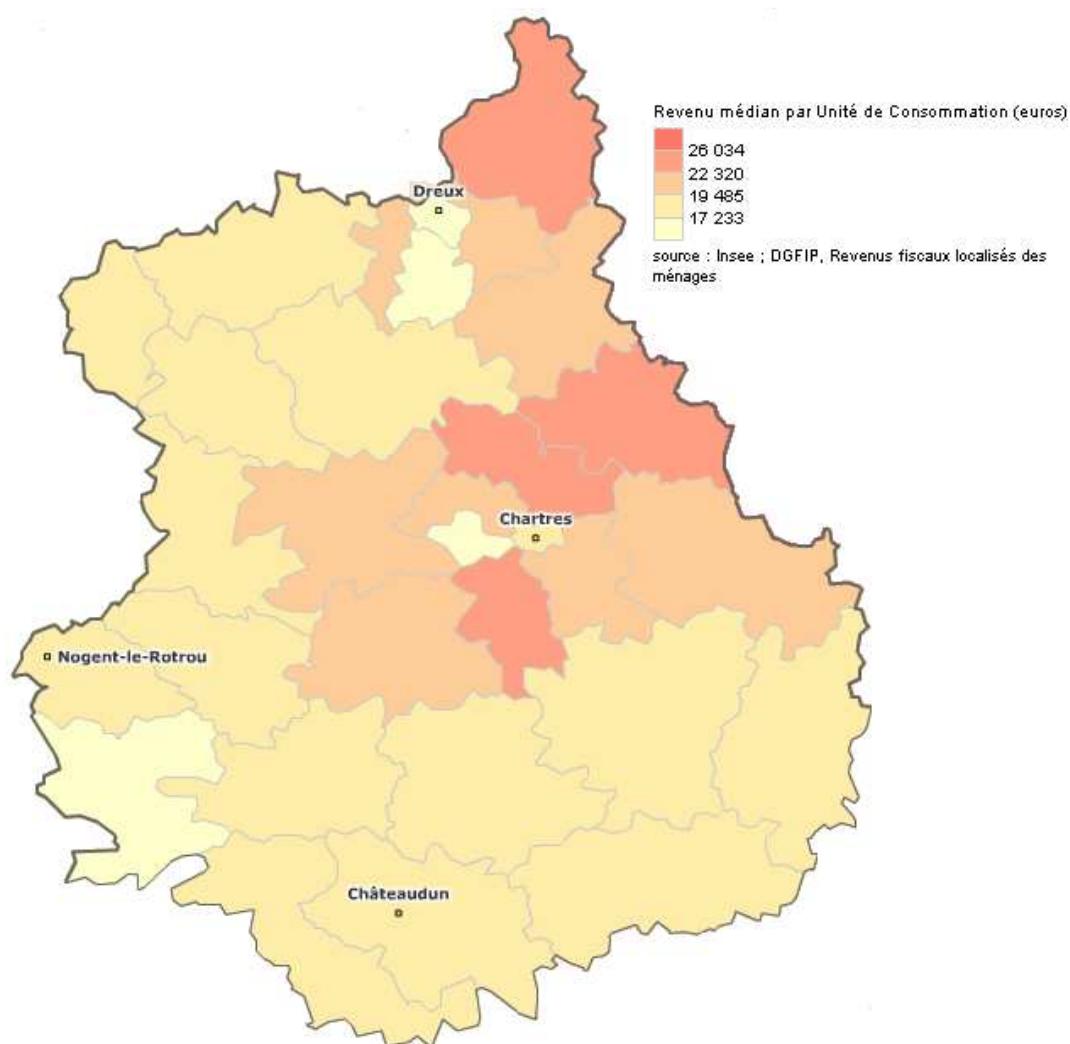 Revenu médian par Unité de Consommation (euros)
26 034
22 320
19 485
17 233
source : Insee ; DGFIP, Revenus fiscaux localisés des
ménages
Dreux
Chartres
Nogent-le-Rotrou
Châteaudun